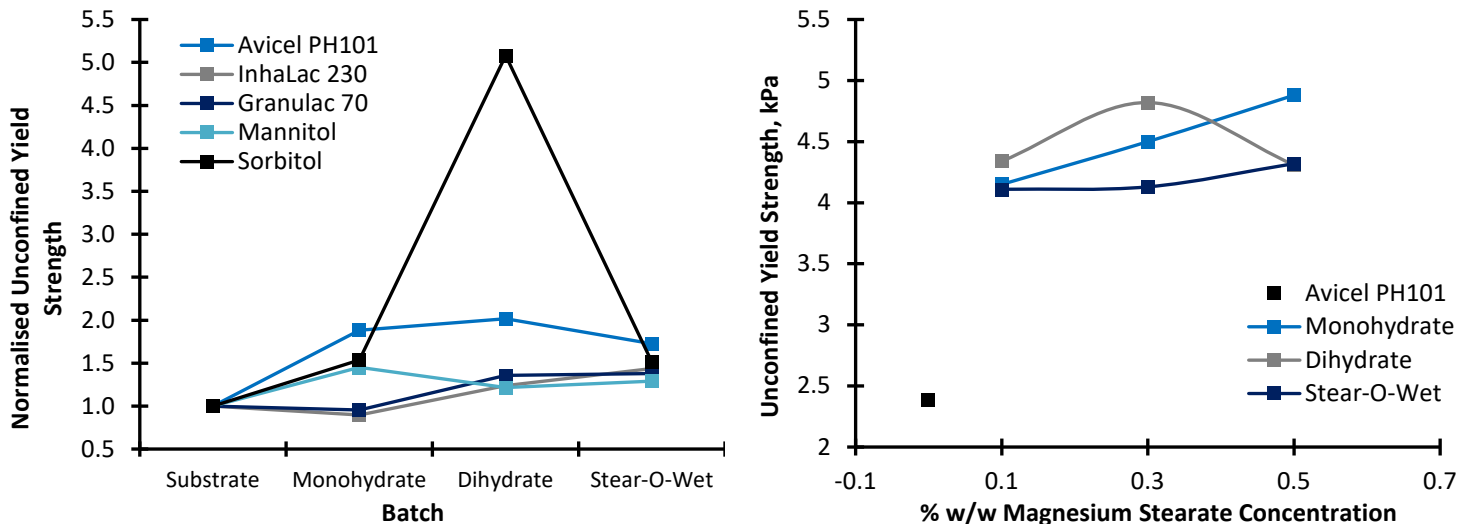 Normalised Unconfined Yield
Strength
5.5
5.0
4.5
4.0
3.5
3.0
2.5
2.0
1.5
1.0
0.5
Avicel PH101
InhaLac 230
Granulac 70
Mannitol
Sorbitol
Substrate Monohydrate Dihydrate Stear-O-Wet
Batch
Unconfined Yield Strength, kPa
5.5
5
4.5
4
3.5
3
2.5
2
Avicel PH101
Monohydrate
Dihydrate
Stear-O-Wet
-0.1 0.1 0.3 0.5 0.7
% w/w Magnesium Stearate Concentration